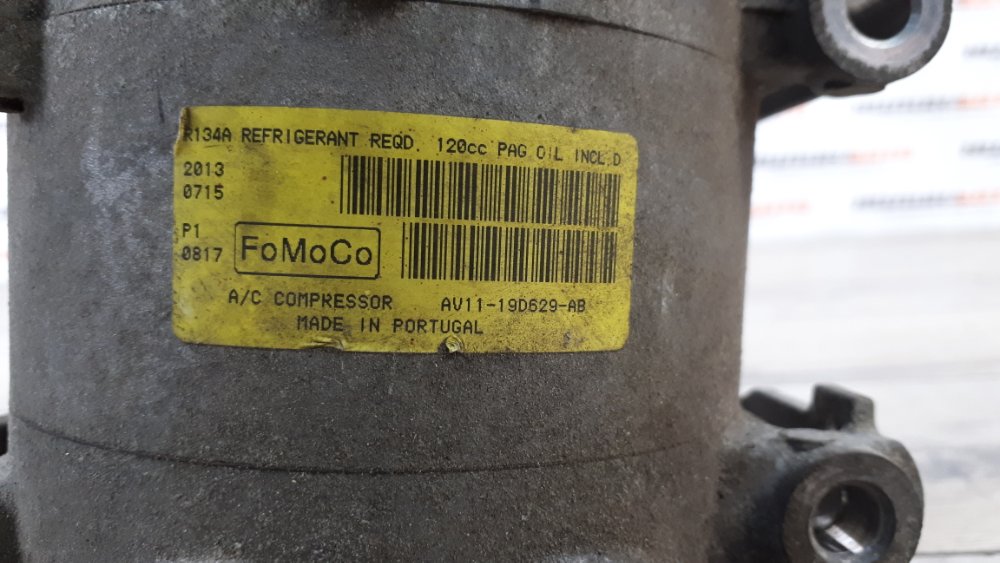 R134A REFRIGERANT REQD. 120cc PAG OIL INCL.D
2013
0715
P1
0817
FoMoCo
A/C COMPRESSOR AV11-19D629-AB
MADE IN PORTUGAL